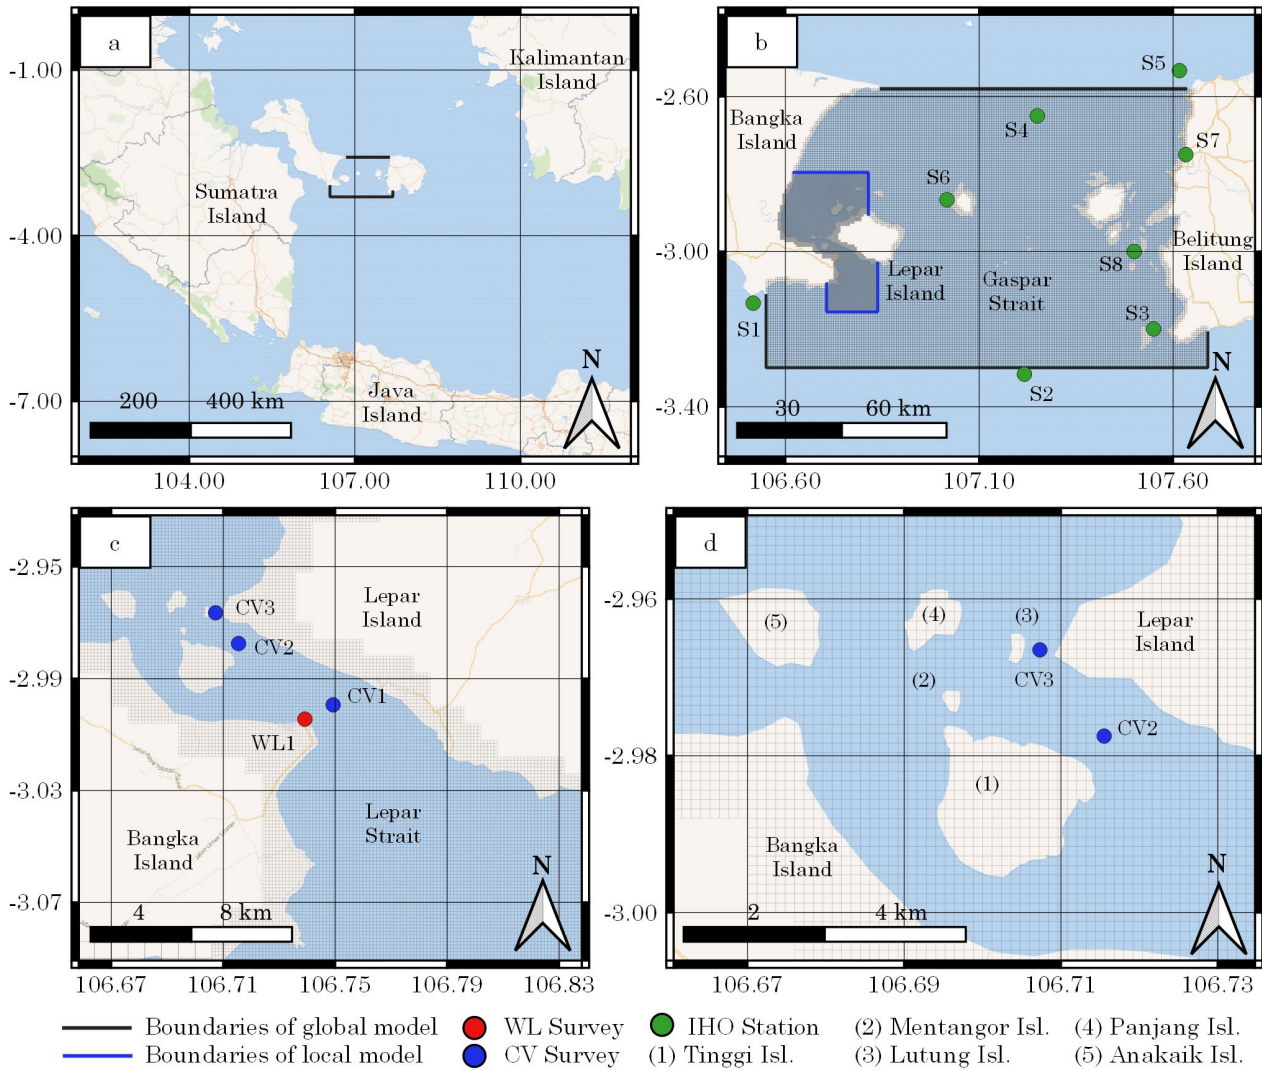 a
Kalimantan
Island
Sumatra
Island
Java
Island
N
200 400 km
-1.00
-4.00
-7.00
104.00 107.00 110.00
b
S5
Bangka
Island
S4
S7
S6
Belitung
Island
S8
Lepar
Island
Gaspar
Strait
S1
S3
S2
N
30 60 km
-2.60
-3.00
-3.40
106.60 107.10 107.60
c
Lepar
Island
CV3
CV2
CV1
WL1
Lepar
Strait
Bangka
Island
N
4 8 km
-2.95
-2.99
-3.03
-3.07
106.67 106.71 106.75 106.79 106.83
d
(5)
(4)
(3)
Lepar
Island
CV3
(2)
CV2
(1)
Bangka
Island
N
2 4 km
-2.96
-2.98
-3.00
106.67 106.69 106.71 106.73
Boundaries of global model WL Survey IHO Station (2) Mentangor Isl. (4) Panjang Isl.
Boundaries of local model CV Survey (1) Tinggi Isl. (3) Lutung Isl. (5) Anakaik Isl.